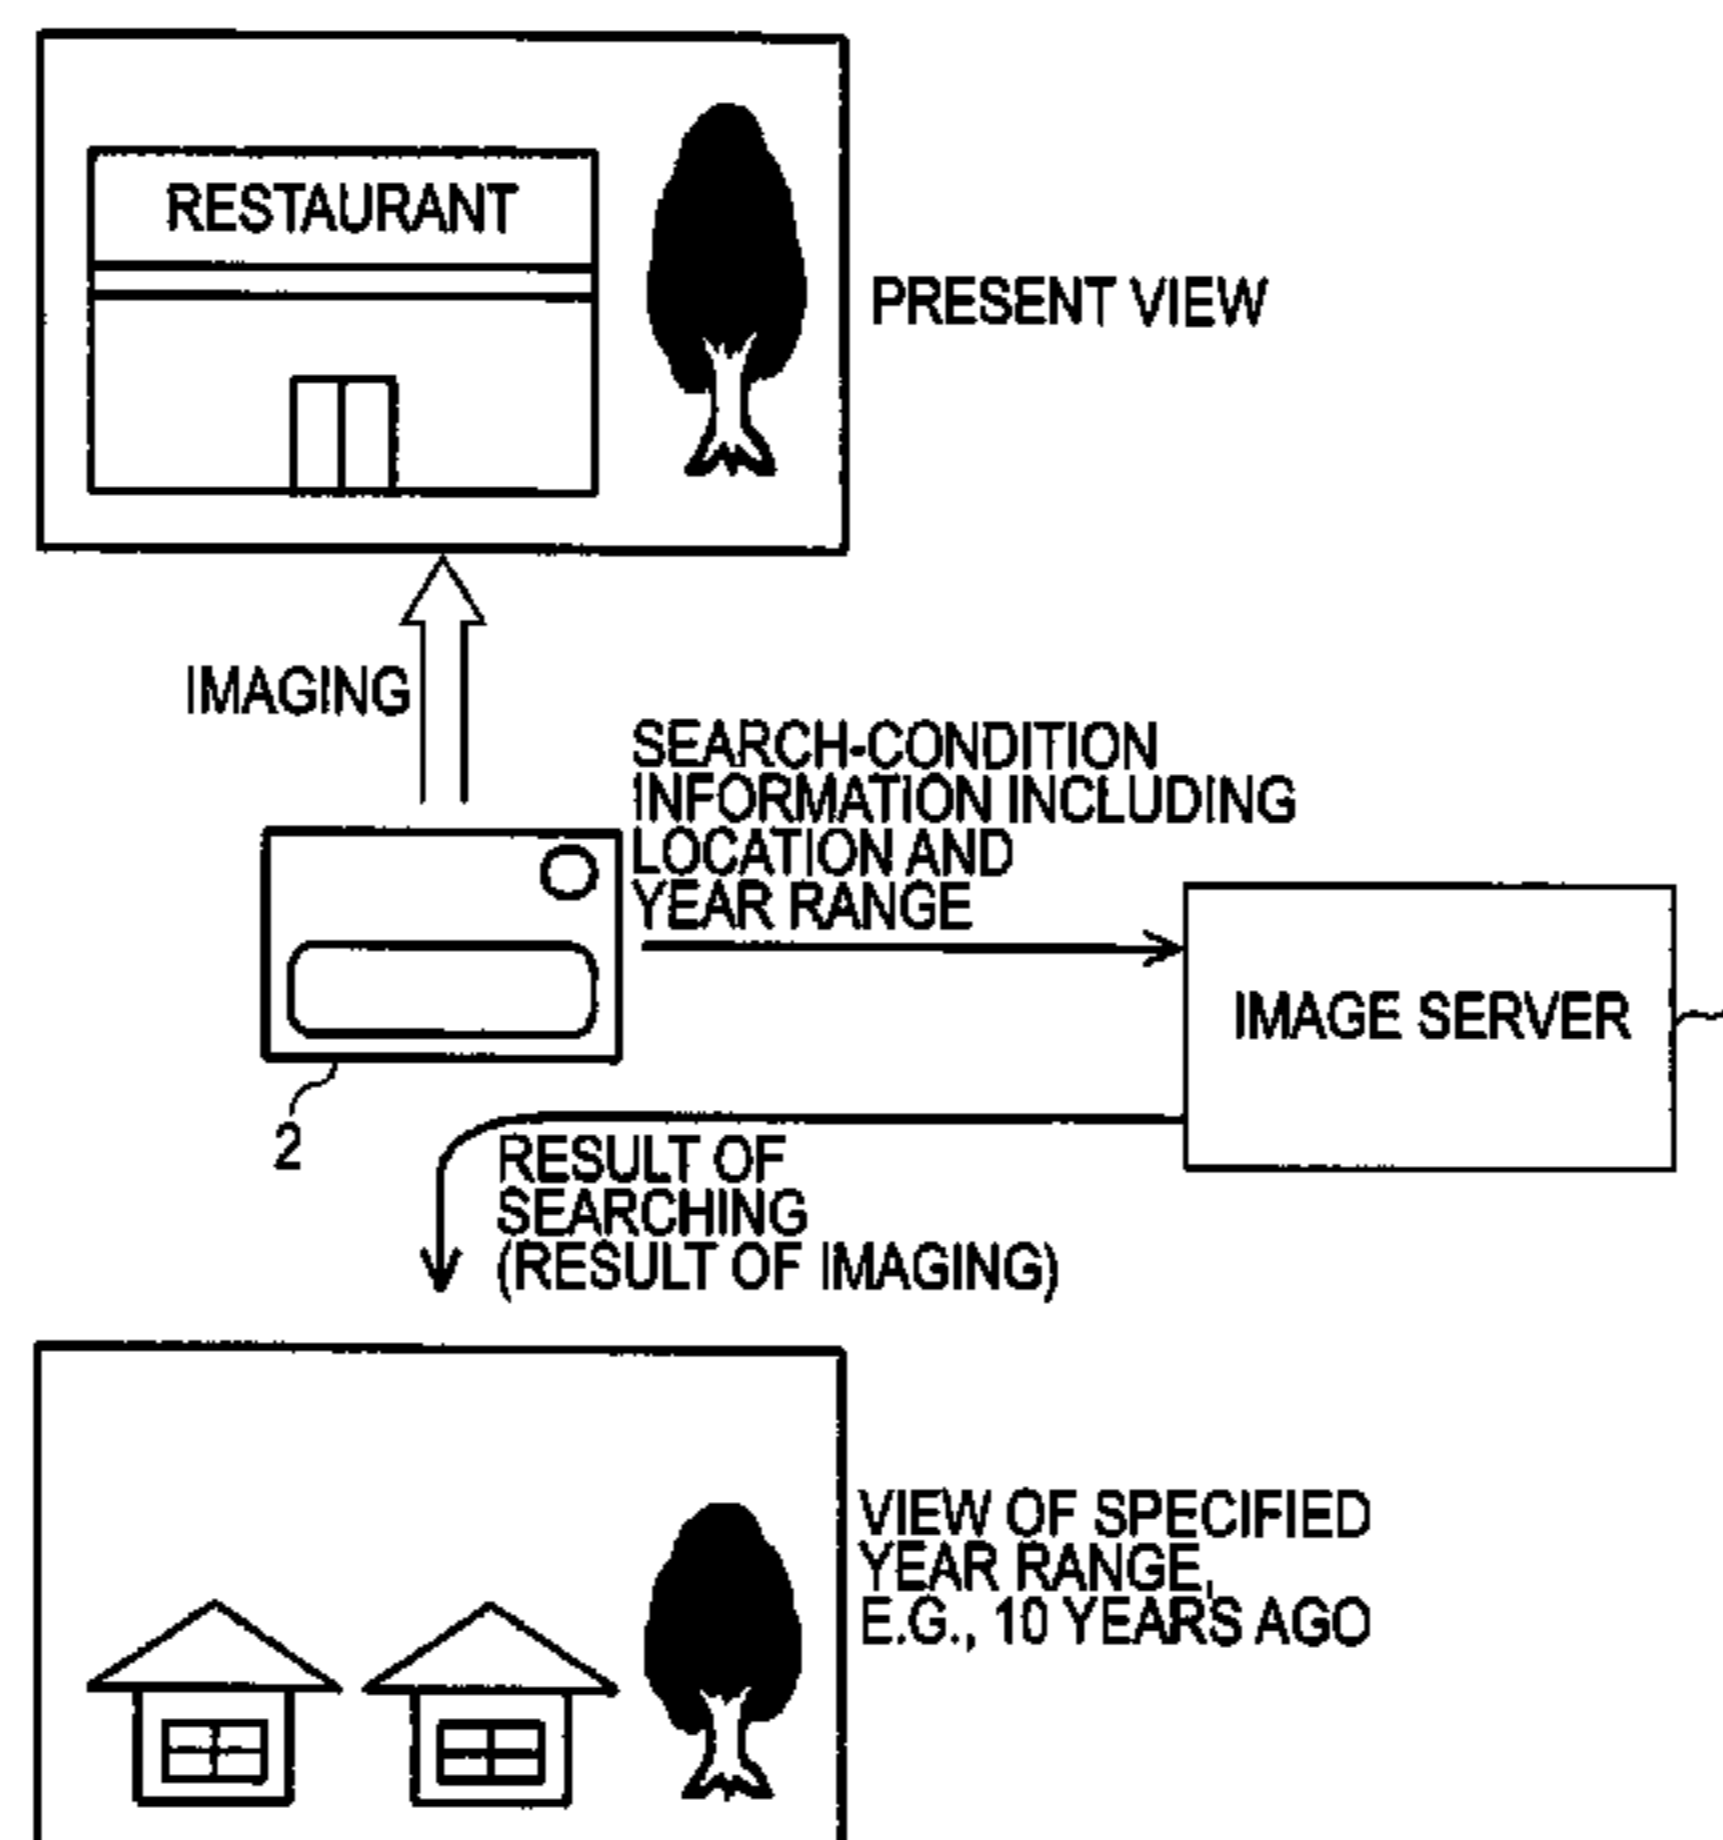 RESTAURANT
PRESENT VIEW
IMAGING
SEARCH-CONDITION
INFORMATION INCLUDING
LOCATION AND
YEAR RANGE
IMAGE SERVER
2
RESULT OF
SEARCHING
(RESULT OF IMAGING)
VIEW OF SPECIFIED
YEAR RANGE,
E.G., 10 YEARS AGO